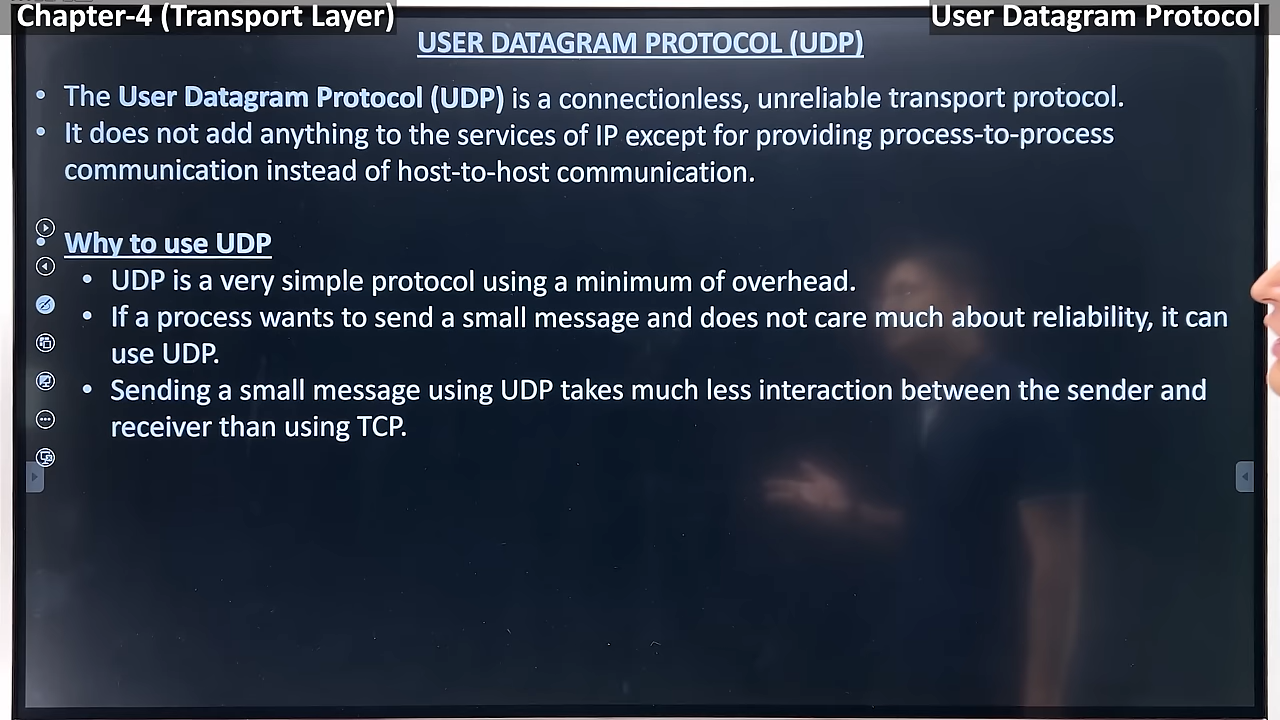 Chapter-4 (Transport Layer)
User Datagram Protocol
USER DATAGRAM PROTOCOL (UDP)
• The User Datagram Protocol (UDP) is a connectionless, unreliable transport protocol.
• It does not add anything to the services of IP except for providing process-to-process
communication instead of host-to-host communication.
• Why to use UDP
• UDP is a very simple protocol using a minimum of overhead.
• If a process wants to send a small message and does not care much about reliability, it can
use UDP.
• Sending a small message using UDP takes much less interaction between the sender and
receiver than using TCP.